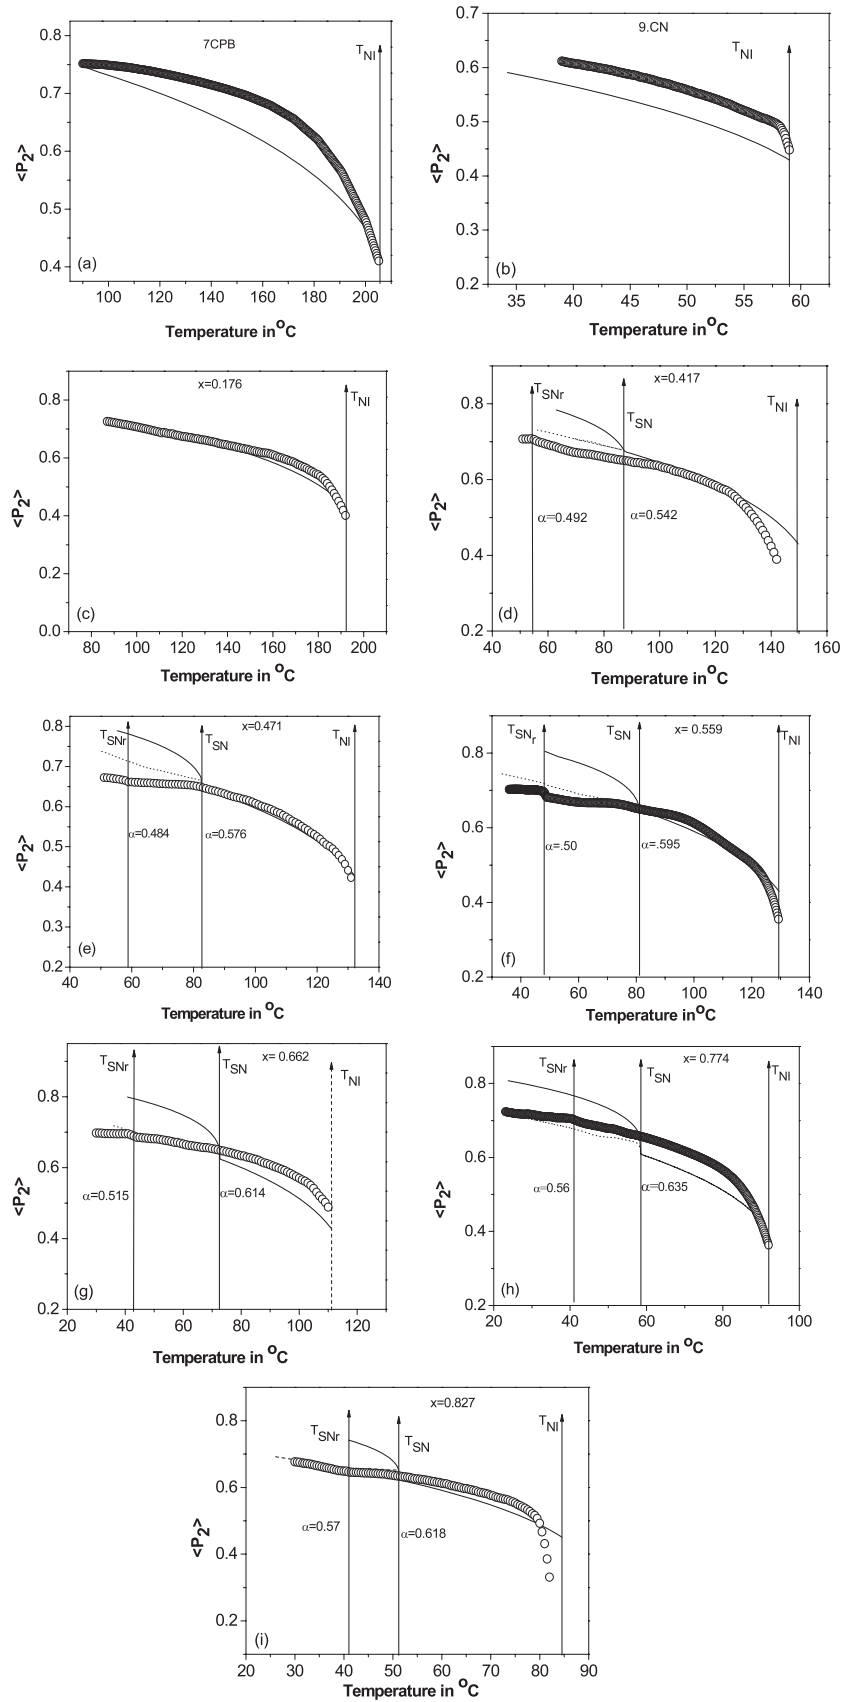 7CPB
T_NI
<P_2>
0.8
0.7
0.6
0.5
0.4
(a)
100 120 140 160 180 200
Temperature in °C
9.CN
T_NI
<P_2>
0.7
0.6
0.5
0.4
0.3
0.2
(b)
35 40 45 50 55 60
Temperature in °C
x=0.176
T_NI
<P_2>
0.8
0.6
0.4
0.2
0.0
(c)
80 100 120 140 160 180 200
Temperature in °C
x=0.417
T_SNr
T_SN
T_NI
<P_2>
0.8
0.6
0.4
0.2
α=0.492
α=0.542
(d)
40 60 80 100 120 140 160
Temperature in °C
x=0.471
T_SNr
T_SN
T_NI
<P_2>
0.8
0.7
0.6
0.5
0.4
0.3
0.2
α=0.484
α=0.576
(e)
40 60 80 100 120 140
Temperature in °C
x= 0.559
T_SNr
T_SN
T_NI
<P_2>
0.8
0.6
0.4
0.2
α=.50
α=.595
(f)
40 60 80 100 120 140
Temperature in °C
x= 0.662
T_SNr
T_SN
T_NI
<P_2>
0.8
0.6
0.4
0.2
α=0.515
α=0.614
(g)
20 40 60 80 100 120
Temperature in °C
x= 0.774
T_SNr
T_SN
T_NI
<P_2>
0.8
0.6
0.4
0.2
α=0.56
α=0.635
(h)
20 40 60 80 100
Temperature in °C
x=0.827
T_SNr
T_SN
T_NI
<P_2>
0.8
0.6
0.4
0.2
α=0.57
α=0.618
(i)
20 30 40 50 60 70 80 90
Temperature in °C